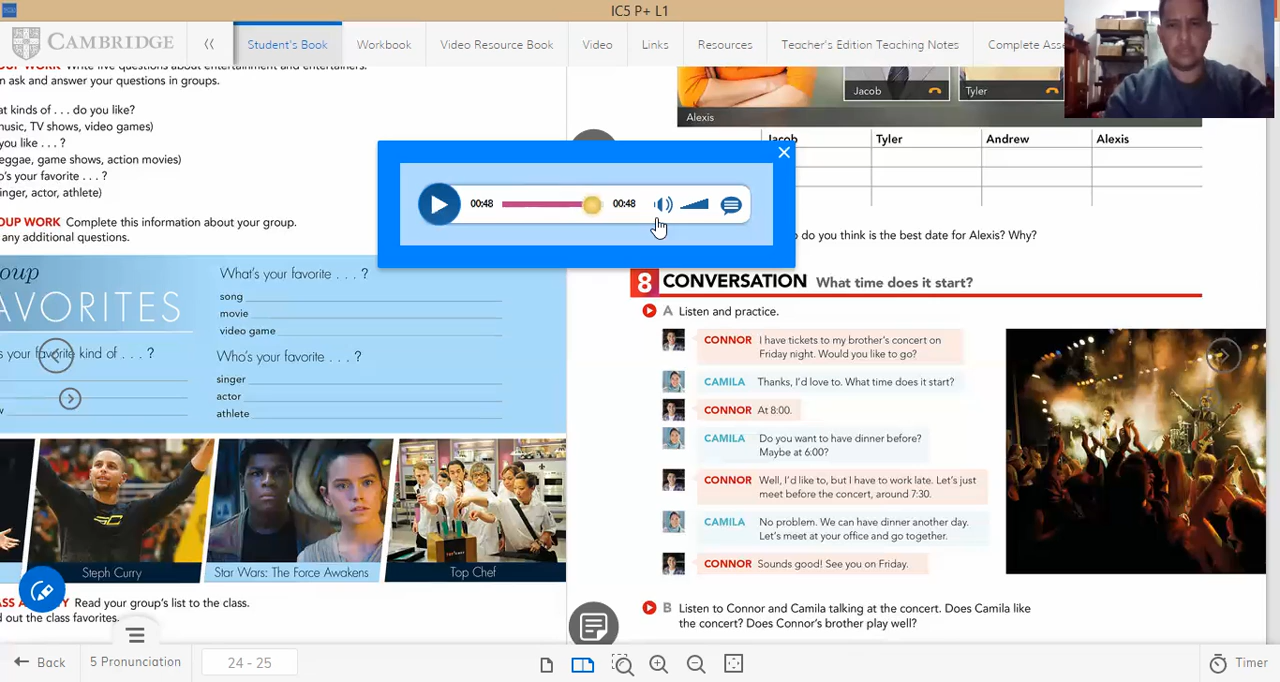 IC5 P+ L1
CAMBRIDGE
Student's Book
Workbook
Video Resource Book
Video
Links
Resources
Teacher's Edition Teaching Notes
Complete Asse
n ask and answer your questions in groups.
at kinds of . . . do you like?
music, TV shows, video games)
you like . . . ?
eggae, game shows, action movies)
o's your favorite . . . ?
inger, actor, athlete)
OUP WORK Complete this information about your group.
any additional questions.
oup
AVORITES
s your favorite kind of . . . ?
What's your favorite . . . ?
song
movie
video game
Who's your favorite . . . ?
singer
actor
athlete
Steph Curry
Star Wars: The Force Awakens
Top Chef
ASS ACTIVITY Read your group's list to the class.
d out the class favorites.
00:48
00:48
Jacob
Tyler
Alexis
Jacob
Tyler
Andrew
Alexis
o do you think is the best date for Alexis? Why?
8 CONVERSATION What time does it start?
A Listen and practice.
CONNOR I have tickets to my brother's concert on
Friday night. Would you like to go?
CAMILA Thanks, I'd love to. What time does it start?
CONNOR At 8:00.
CAMILA Do you want to have dinner before?
Maybe at 6:00?
CONNOR Well, I'd like to, but I have to work late. Let's just
meet before the concert, around 7:30.
CAMILA No problem. We can have dinner another day.
Let's meet at your office and go together.
CONNOR Sounds good! See you on Friday.
B Listen to Connor and Camila talking at the concert. Does Camila like
the concert? Does Connor's brother play well?
Back
5 Pronunciation
24 - 25
Timer